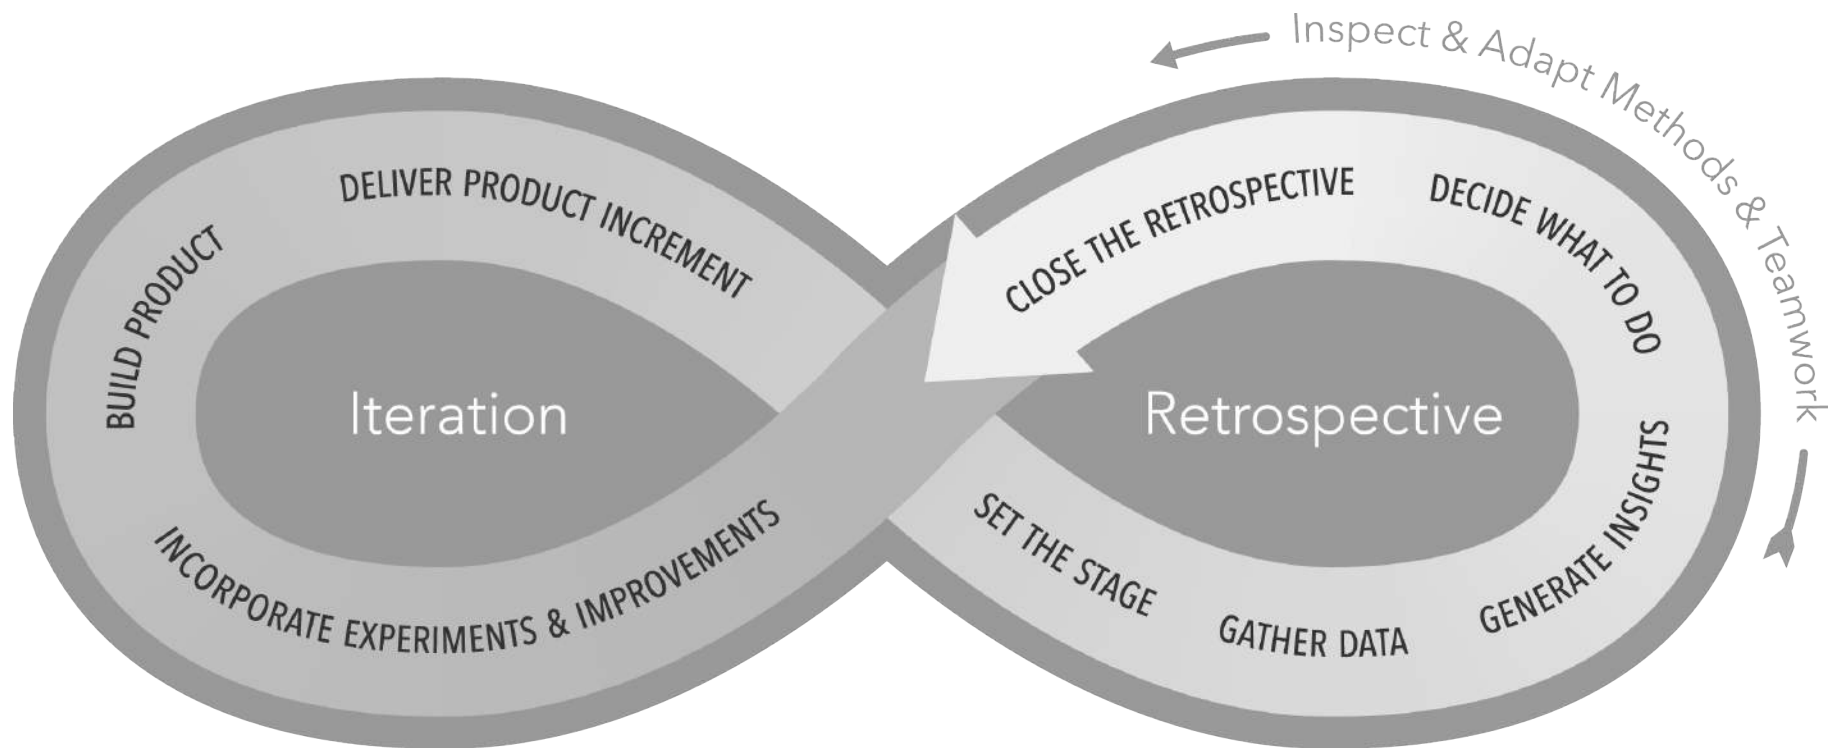 Inspect & Adapt Methods & Teamwork
DELIVER PRODUCT INCREMENT
BUILD PRODUCT
INCORPORATE EXPERIMENTS & IMPROVEMENTS
Iteration
CLOSE THE RETROSPECTIVE
DECIDE WHAT TO DO
Retrospective
SET THE STAGE
GATHER DATA
GENERATE INSIGHTS